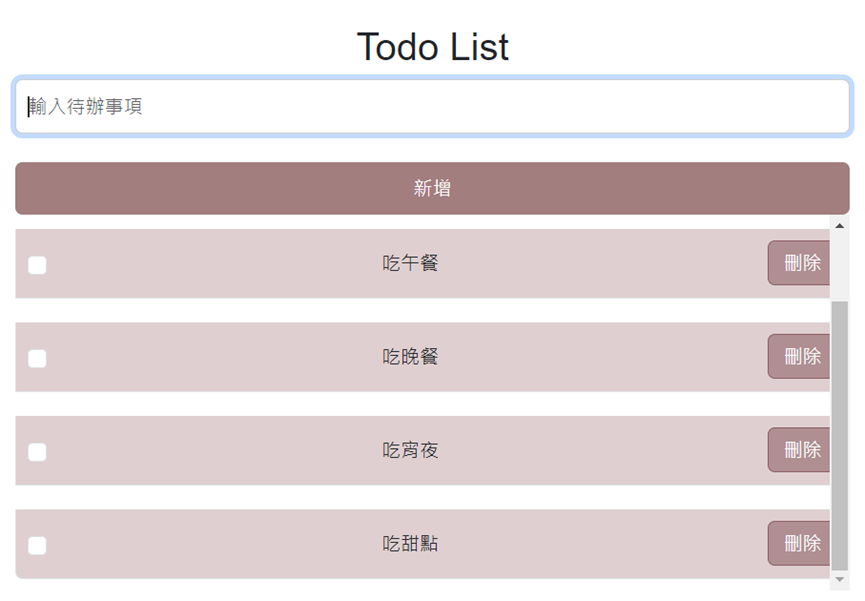 Todo List
輸入待辦事項
新增
吃午餐 刪除
吃晚餐 刪除
吃宵夜 刪除
吃甜點 刪除